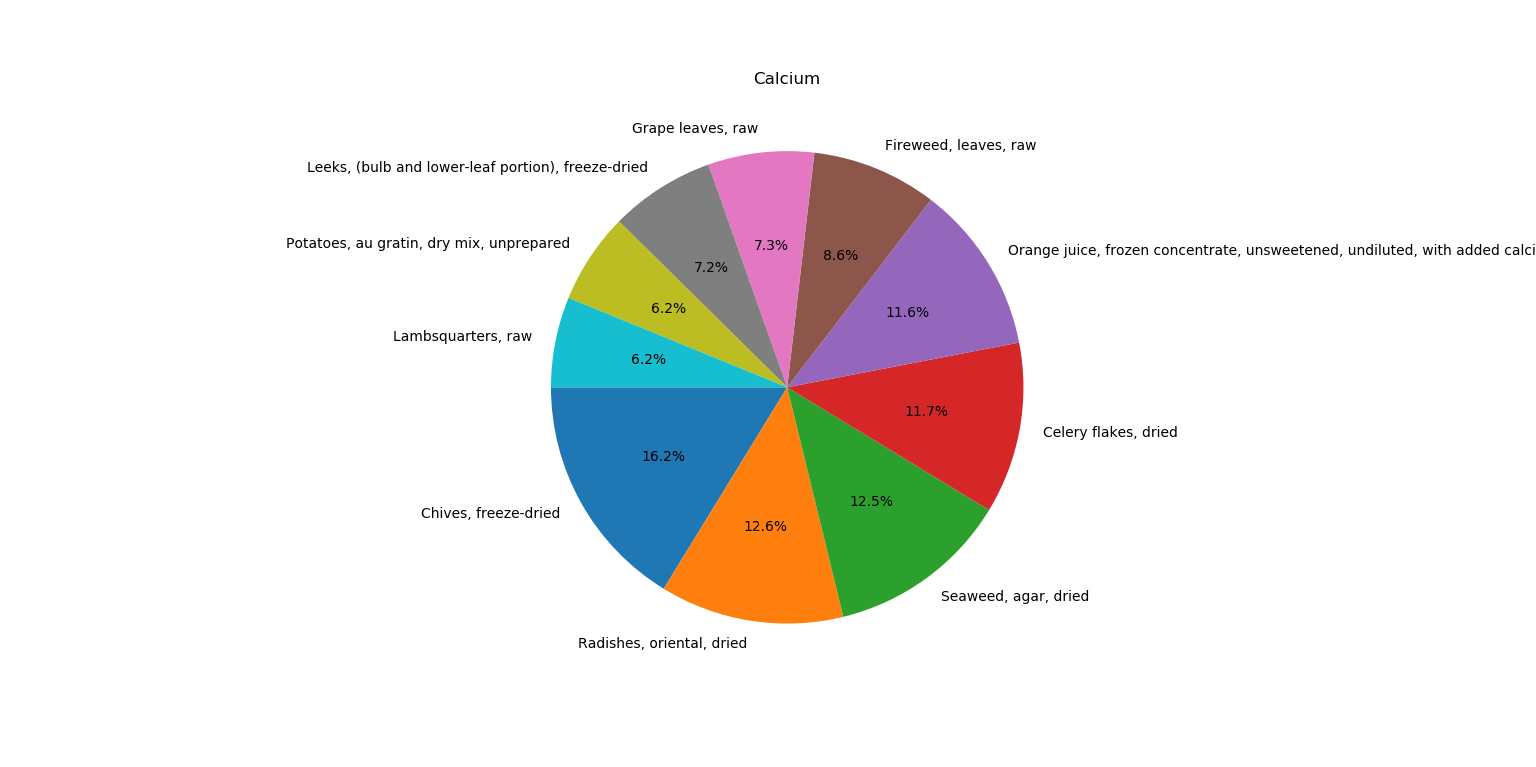 Calcium
Grape leaves, raw
Fireweed, leaves, raw
Leeks, (bulb and lower-leaf portion), freeze-dried
Potatoes, au gratin, dry mix, unprepared
Orange juice, frozen concentrate, unsweetened, undiluted, with added calci
7.3%
8.6%
7.2%
6.2%
11.6%
Lambsquarters, raw
6.2%
11.7%
Celery flakes, dried
16.2%
12.5%
Chives, freeze-dried
12.6%
Seaweed, agar, dried
Radishes, oriental, dried